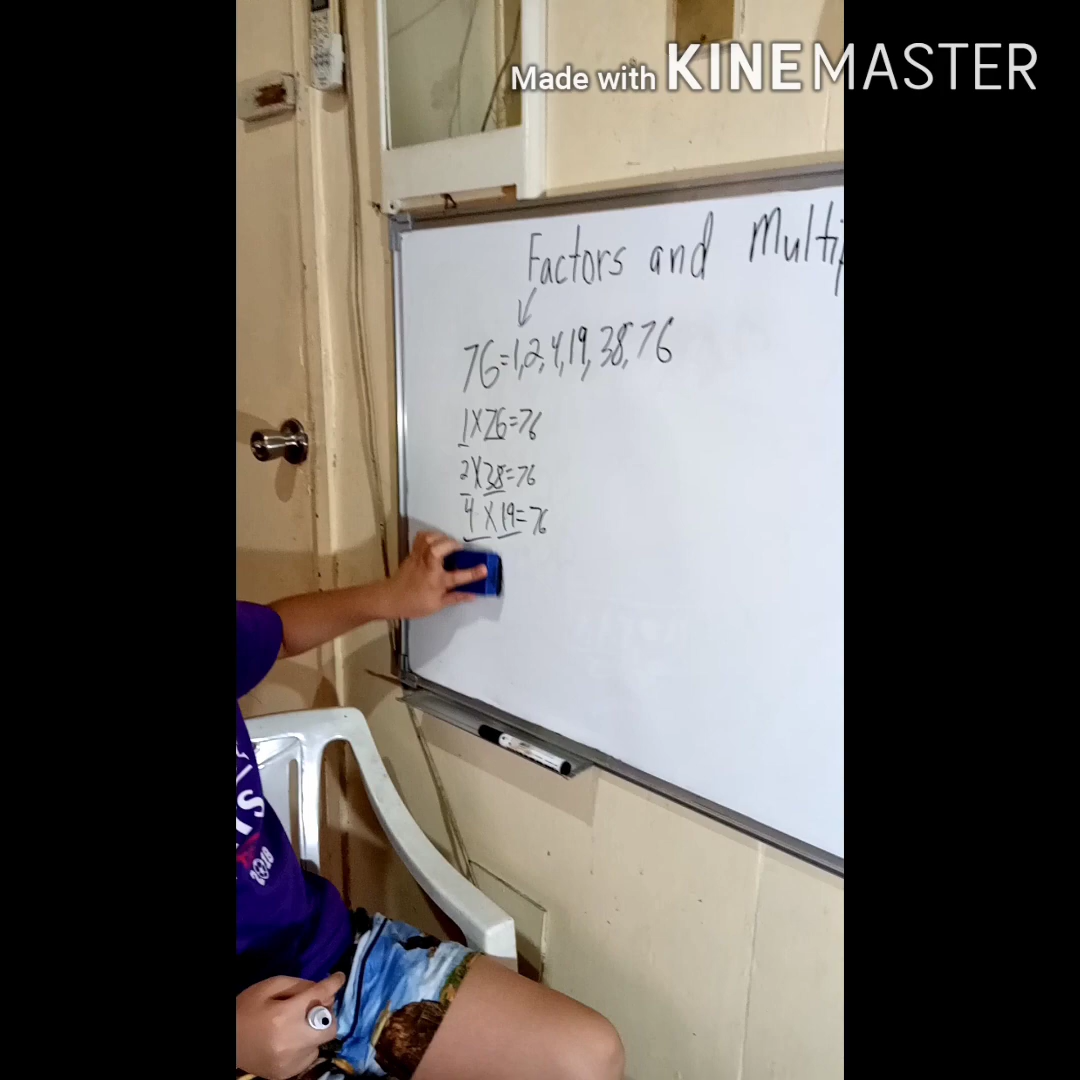 Made with KINEMASTER
Factors and Multip
76=1,2,4,19,38,76
1X76=76
2X38=76
4X19=76
2019